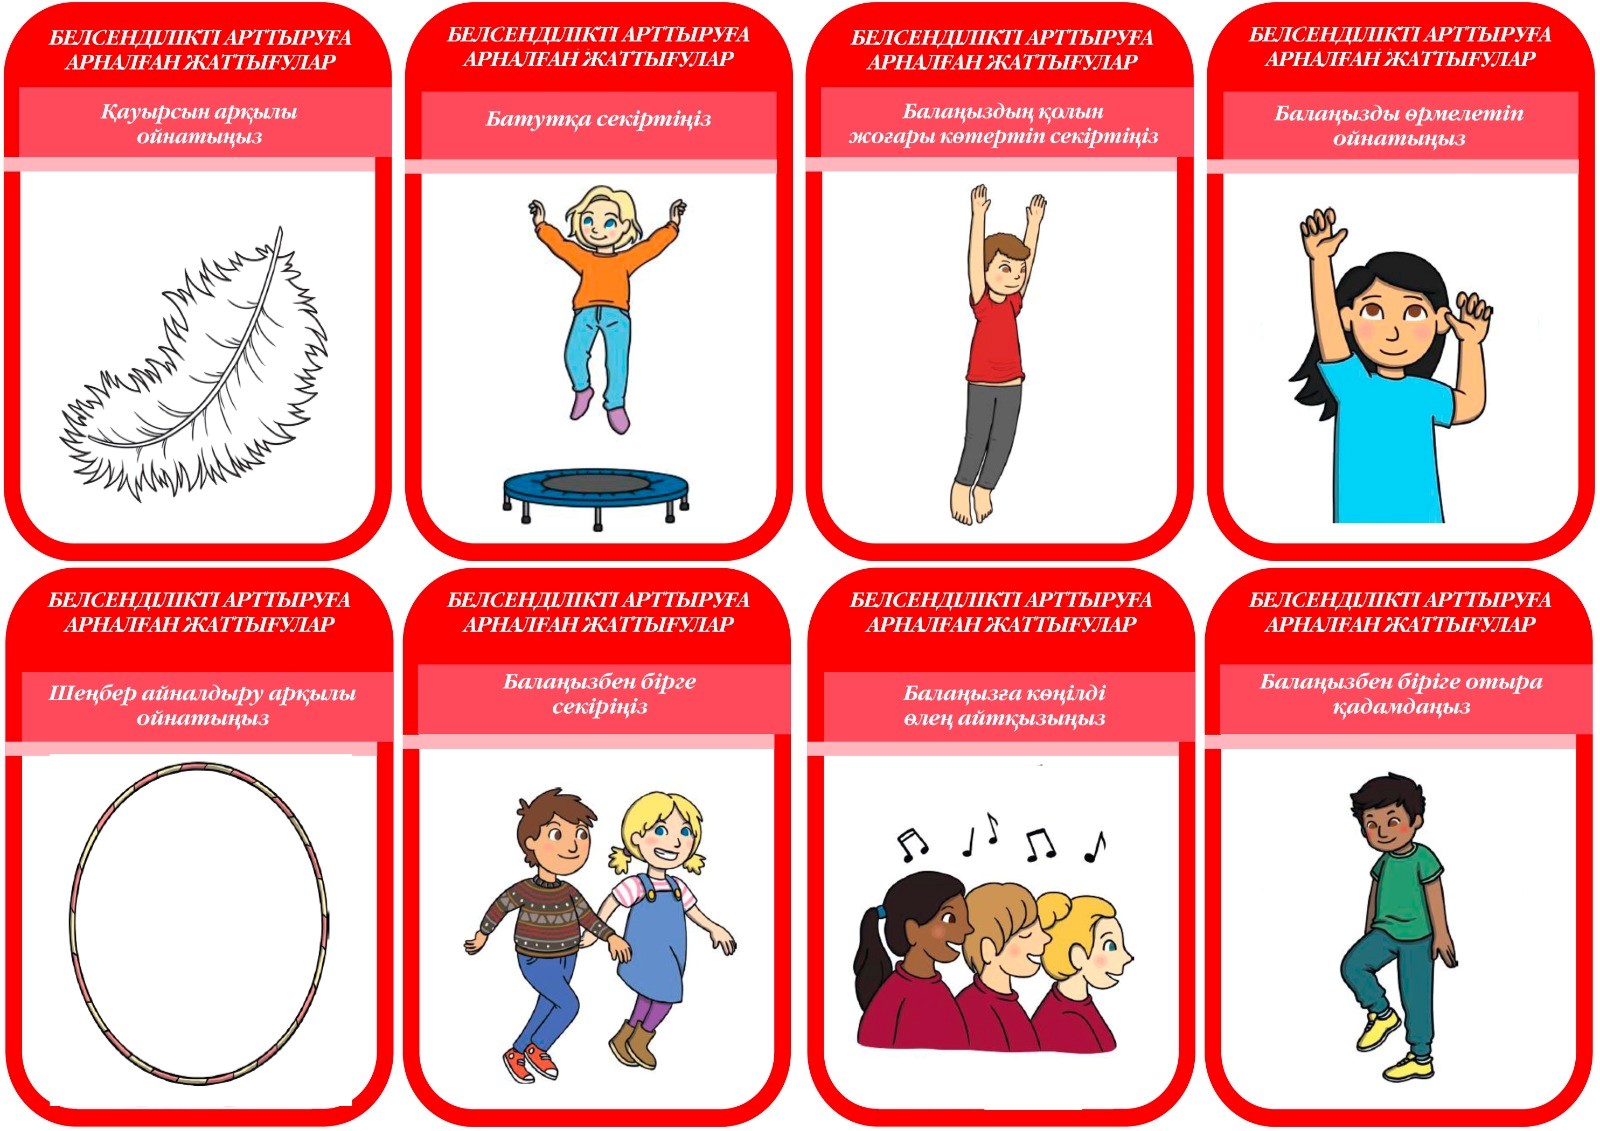 БЕЛСЕНДІЛІКТІ АРТТЫРУҒА
АРНАЛҒАН ЖАТТЫҒУЛАР
Қауырсын арқылы
ойнатыңыз
БЕЛСЕНДІЛІКТІ АРТТЫРУҒА
АРНАЛҒАН ЖАТТЫҒУЛАР
Батутқа секіртіңіз
БЕЛСЕНДІЛІКТІ АРТТЫРУҒА
АРНАЛҒАН ЖАТТЫҒУЛАР
Балаңыздың қолын
жоғары көтертіп секіртіңіз
БЕЛСЕНДІЛІКТІ АРТТЫРУҒА
АРНАЛҒАН ЖАТТЫҒУЛАР
Балаңызды өрмелетіп
ойнатыңыз
БЕЛСЕНДІЛІКТІ АРТТЫРУҒА
АРНАЛҒАН ЖАТТЫҒУЛАР
Шеңбер айналдыру арқылы
ойнатыңыз
БЕЛСЕНДІЛІКТІ АРТТЫРУҒА
АРНАЛҒАН ЖАТТЫҒУЛАР
Балаңызбен бірге
секіріңіз
БЕЛСЕНДІЛІКТІ АРТТЫРУҒА
АРНАЛҒАН ЖАТТЫҒУЛАР
Балаңызға көңілді
өлең айтқызыңыз
БЕЛСЕНДІЛІКТІ АРТТЫРУҒА
АРНАЛҒАН ЖАТТЫҒУЛАР
Балаңызбен біріге отыра
қадамдаңыз